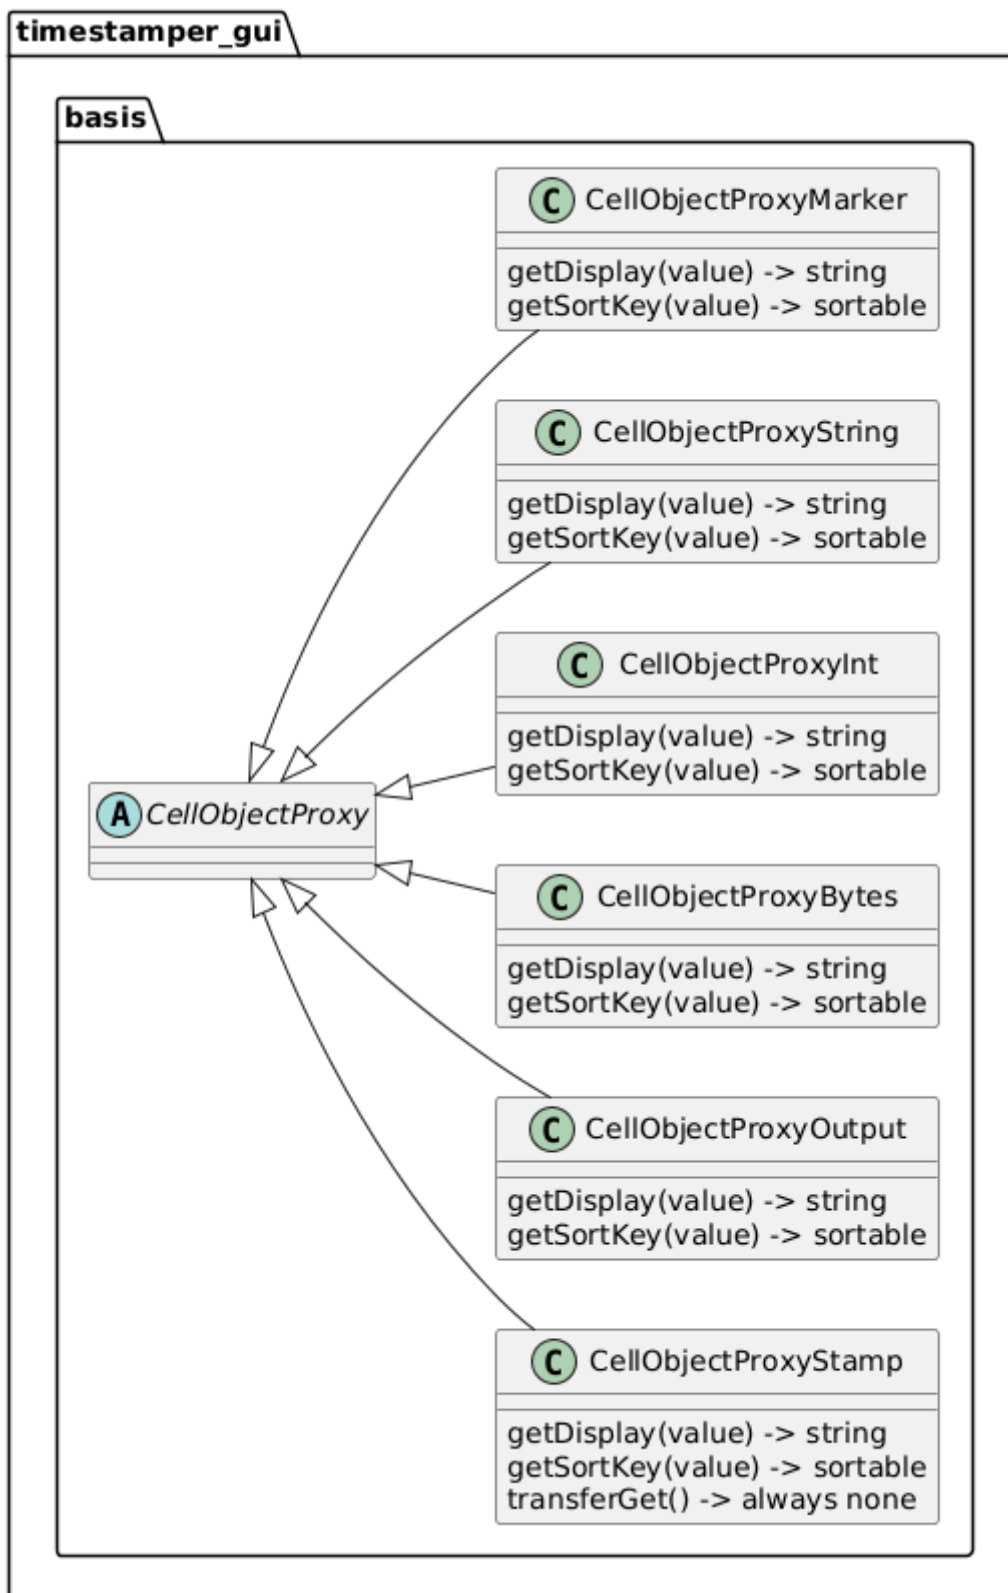 timestamper_gui
basis
C CellObjectProxyMarker
getDisplay(value) -> string
getSortKey(value) -> sortable
C CellObjectProxyString
getDisplay(value) -> string
getSortKey(value) -> sortable
C CellObjectProxyInt
getDisplay(value) -> string
getSortKey(value) -> sortable
A CellObjectProxy
C CellObjectProxyBytes
getDisplay(value) -> string
getSortKey(value) -> sortable
C CellObjectProxyOutput
getDisplay(value) -> string
getSortKey(value) -> sortable
C CellObjectProxyStamp
getDisplay(value) -> string
getSortKey(value) -> sortable
transferGet() -> always none